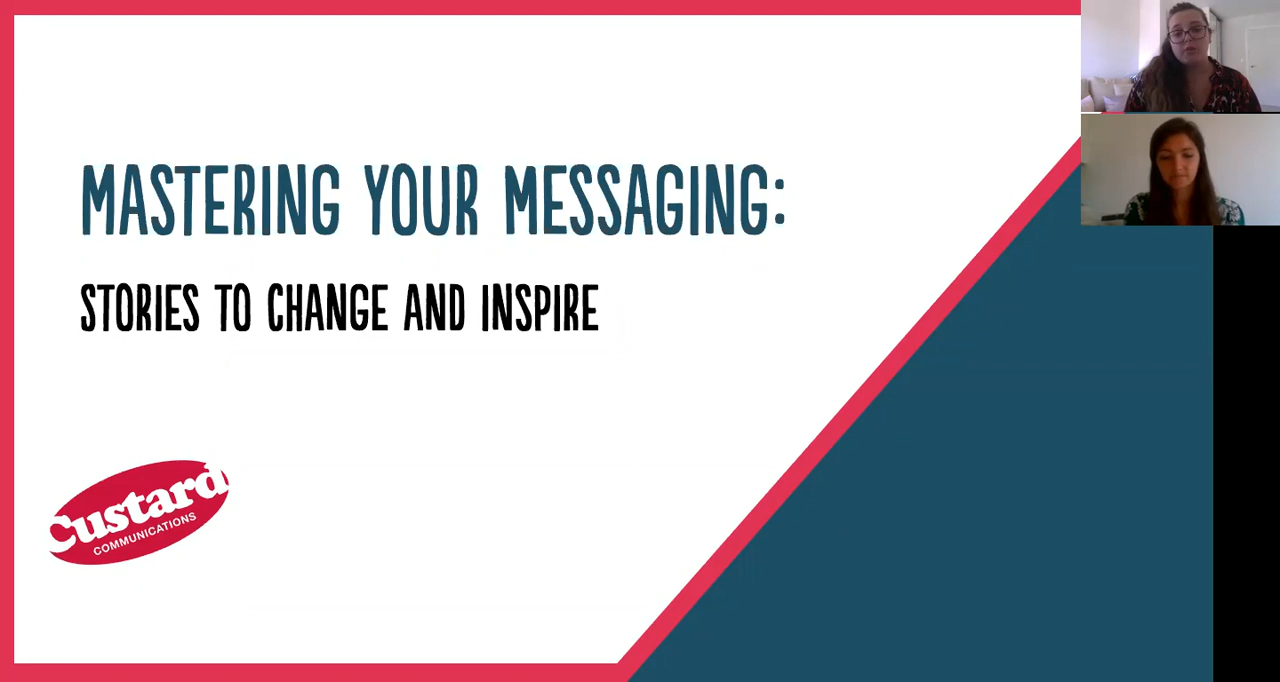 MASTERING YOUR MESSAGING:
STORIES TO CHANGE AND INSPIRE
Custard
COMMUNICATIONS